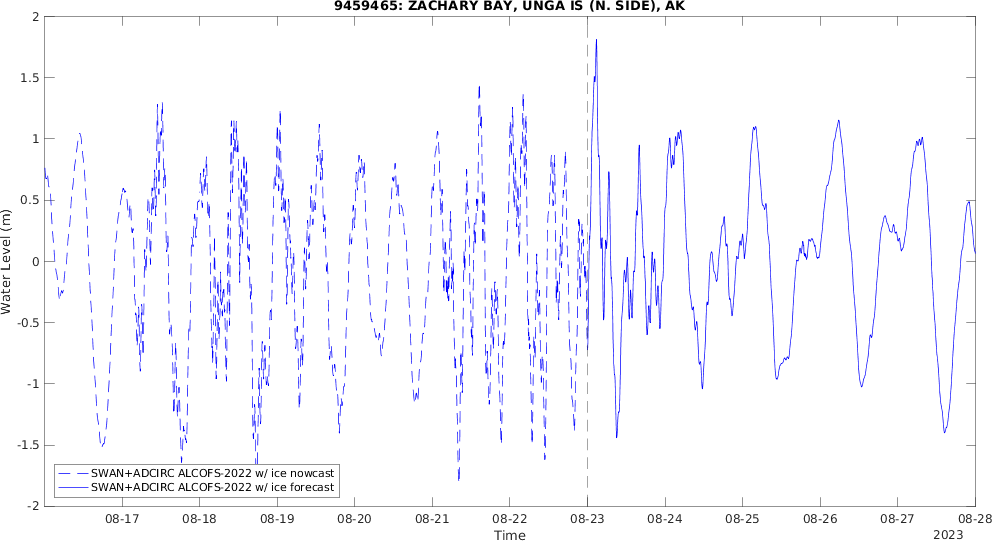 9459465: ZACHARY BAY, UNGA IS (N. SIDE), AK
Water Level (m)
2
1.5
1
0.5
0
-0.5
-1
-1.5
-2
SWAN+ADCIRC ALCOFS-2022 w/ ice nowcast
SWAN+ADCIRC ALCOFS-2022 w/ ice forecast
08-17 08-18 08-19 08-20 08-21 08-22 08-23 08-24 08-25 08-26 08-27 08-28
Time
2023